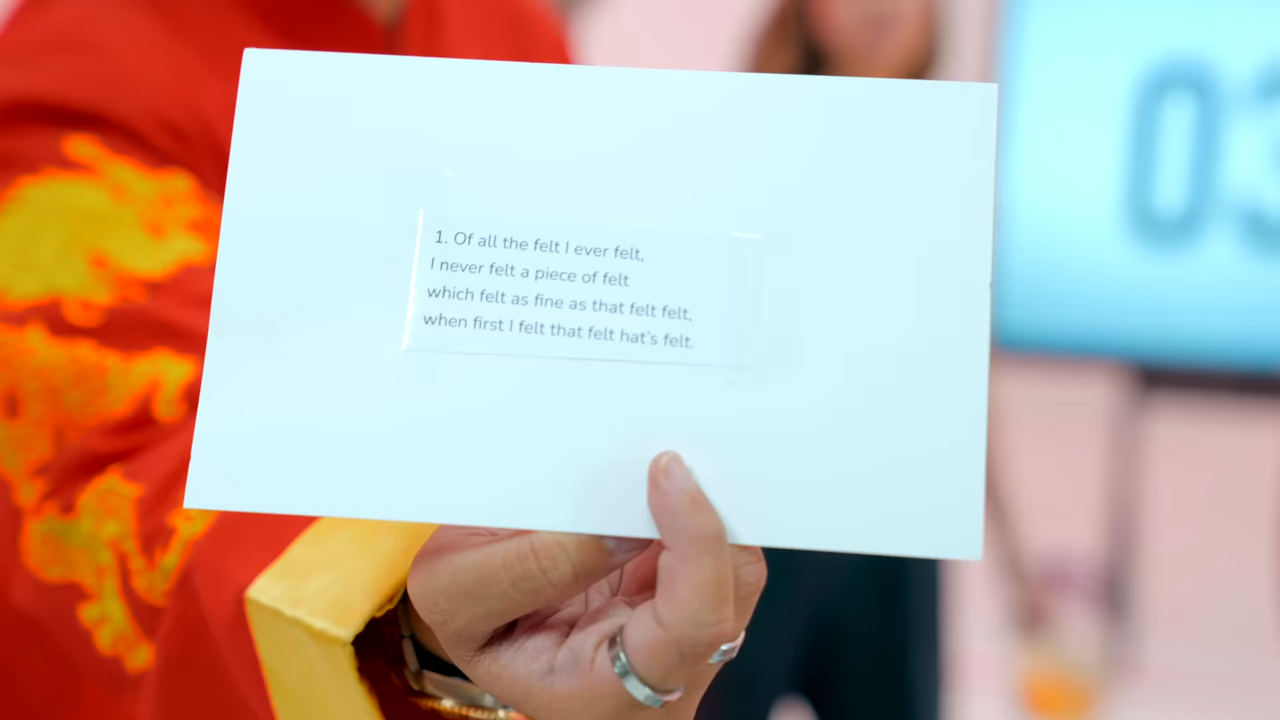 1. Of all the felt I ever felt,
I never felt a piece of felt
which felt as fine as that felt felt,
when first I felt that felt hat's felt.
0